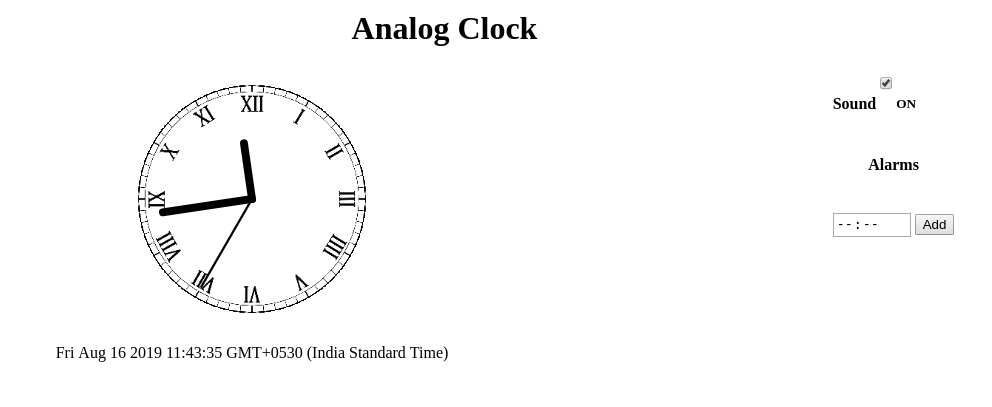 Analog Clock
XII
I
II
III
IIII
V
VI
VII
VIII
IX
X
XI
Sound ON
Alarms
--:-- Add
Fri Aug 16 2019 11:43:35 GMT+0530 (India Standard Time)